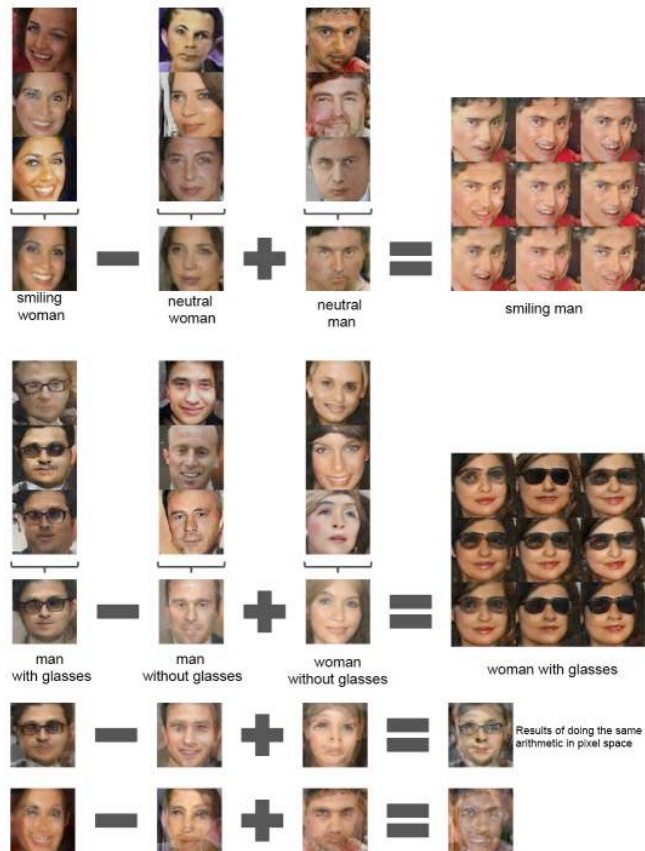 smiling
woman
neutral
woman
neutral
man
smiling man
man
with glasses
man
without glasses
woman
without glasses
woman with glasses
Results of doing the same
arithmetic in pixel space